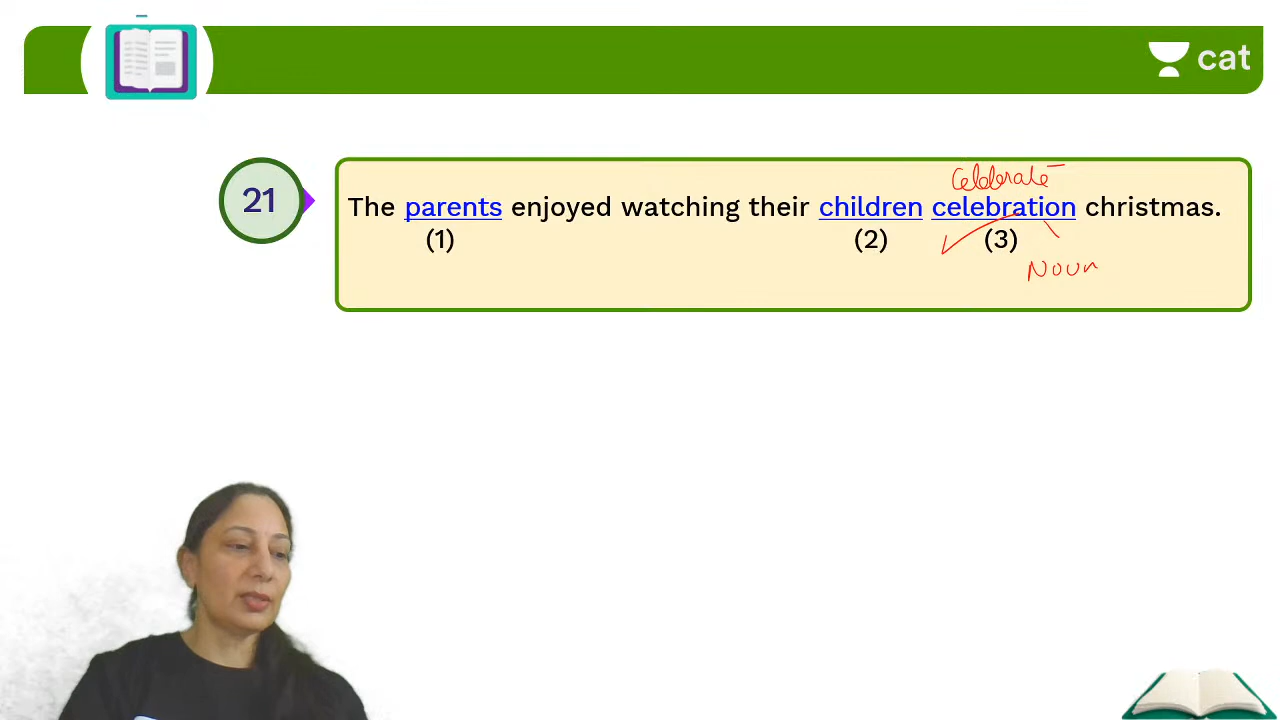 cat
21
Celebrate
The parents enjoyed watching their children celebration christmas.
(1) (2) (3)
Noun